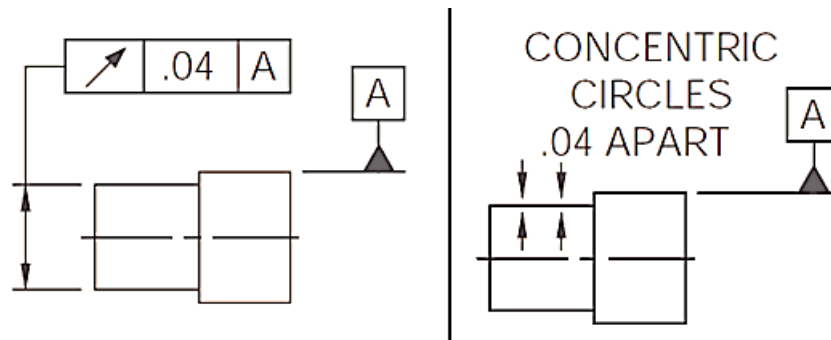 .04 A
A
CONCENTRIC
CIRCLES
.04 APART
A